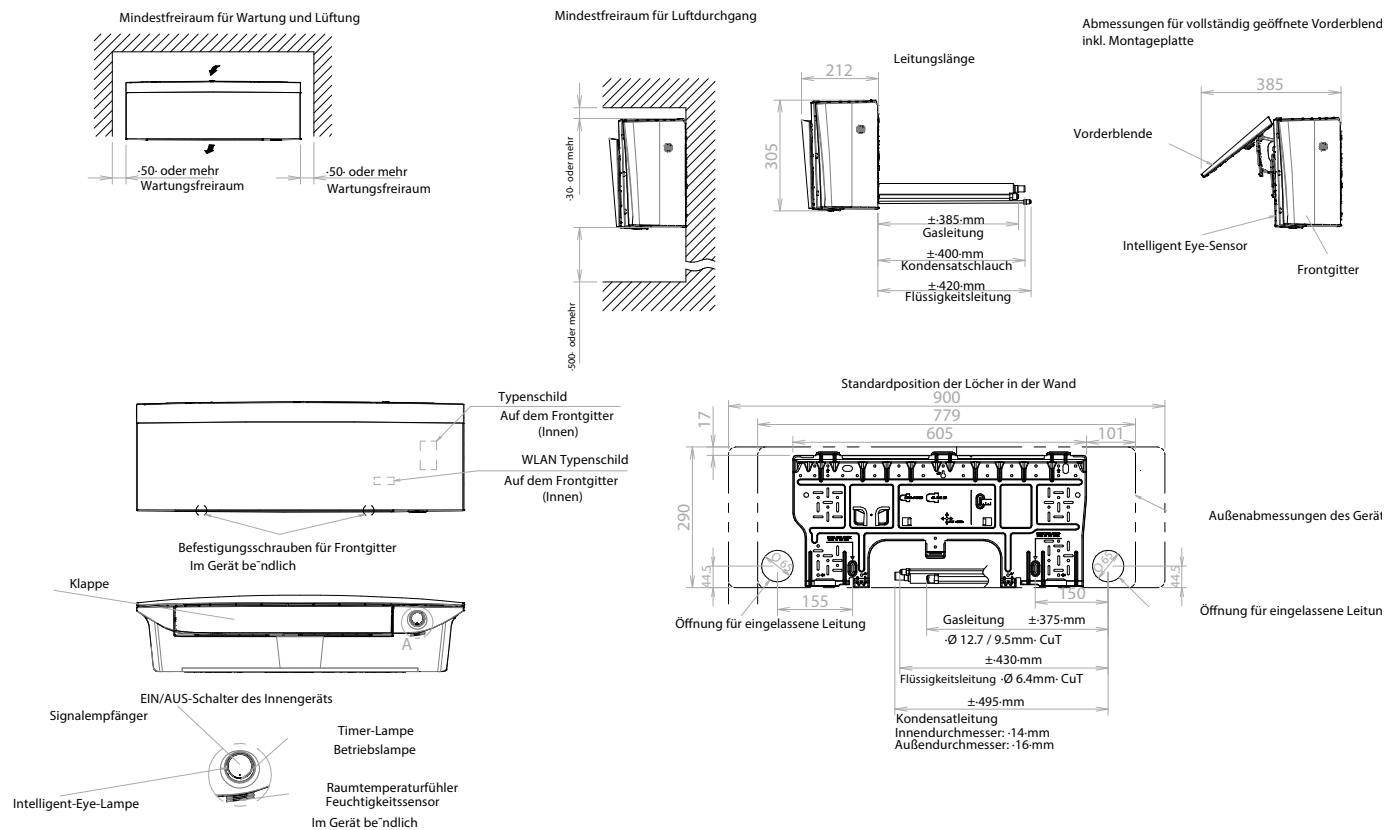 Mindestfreiraum für Wartung und Lüftung
·50· oder mehr
Wartungsfreiraum
·50· oder mehr
Wartungsfreiraum
Mindestfreiraum für Luftdurchgang
·30· oder mehr
·500· oder mehr
Leitungslänge
212
305
±·385·mm
Gasleitung
±·400·mm
Kondensatschlauch
±·420·mm
Flüssigkeitsleitung
Abmessungen für vollständig geöffnete Vorderblend
inkl. Montageplatte
385
Vorderblende
Intelligent Eye-Sensor
Frontgitter
Typenschild
Auf dem Frontgitter
(Innen)
WLAN Typenschild
Auf dem Frontgitter
(Innen)
Befestigungsschrauben für Frontgitter
Im Gerät be¯ndlich
Klappe
A
EIN/AUS-Schalter des Innengeräts
Signalempfänger
Timer-Lampe
Betriebslampe
Intelligent-Eye-Lampe
Raumtemperaturfühler
Feuchtigkeitssensor
Im Gerät be¯ndlich
Standardposition der Löcher in der Wand
900
779
605
101
17
290
44.5
44.5
Ø 65
Ø 65
155
150
Außenabmessungen des Gerät
Öffnung für eingelassene Leitung
Öffnung für eingelassene Leitun
Gasleitung ±·375·mm
·Ø 12.7 / 9.5mm· CuT
±·430·mm
Flüssigkeitsleitung ·Ø 6.4mm· CuT
±·495·mm
Kondensatleitung
Innendurchmesser: ·14·mm
Außendurchmesser: ·16·mm